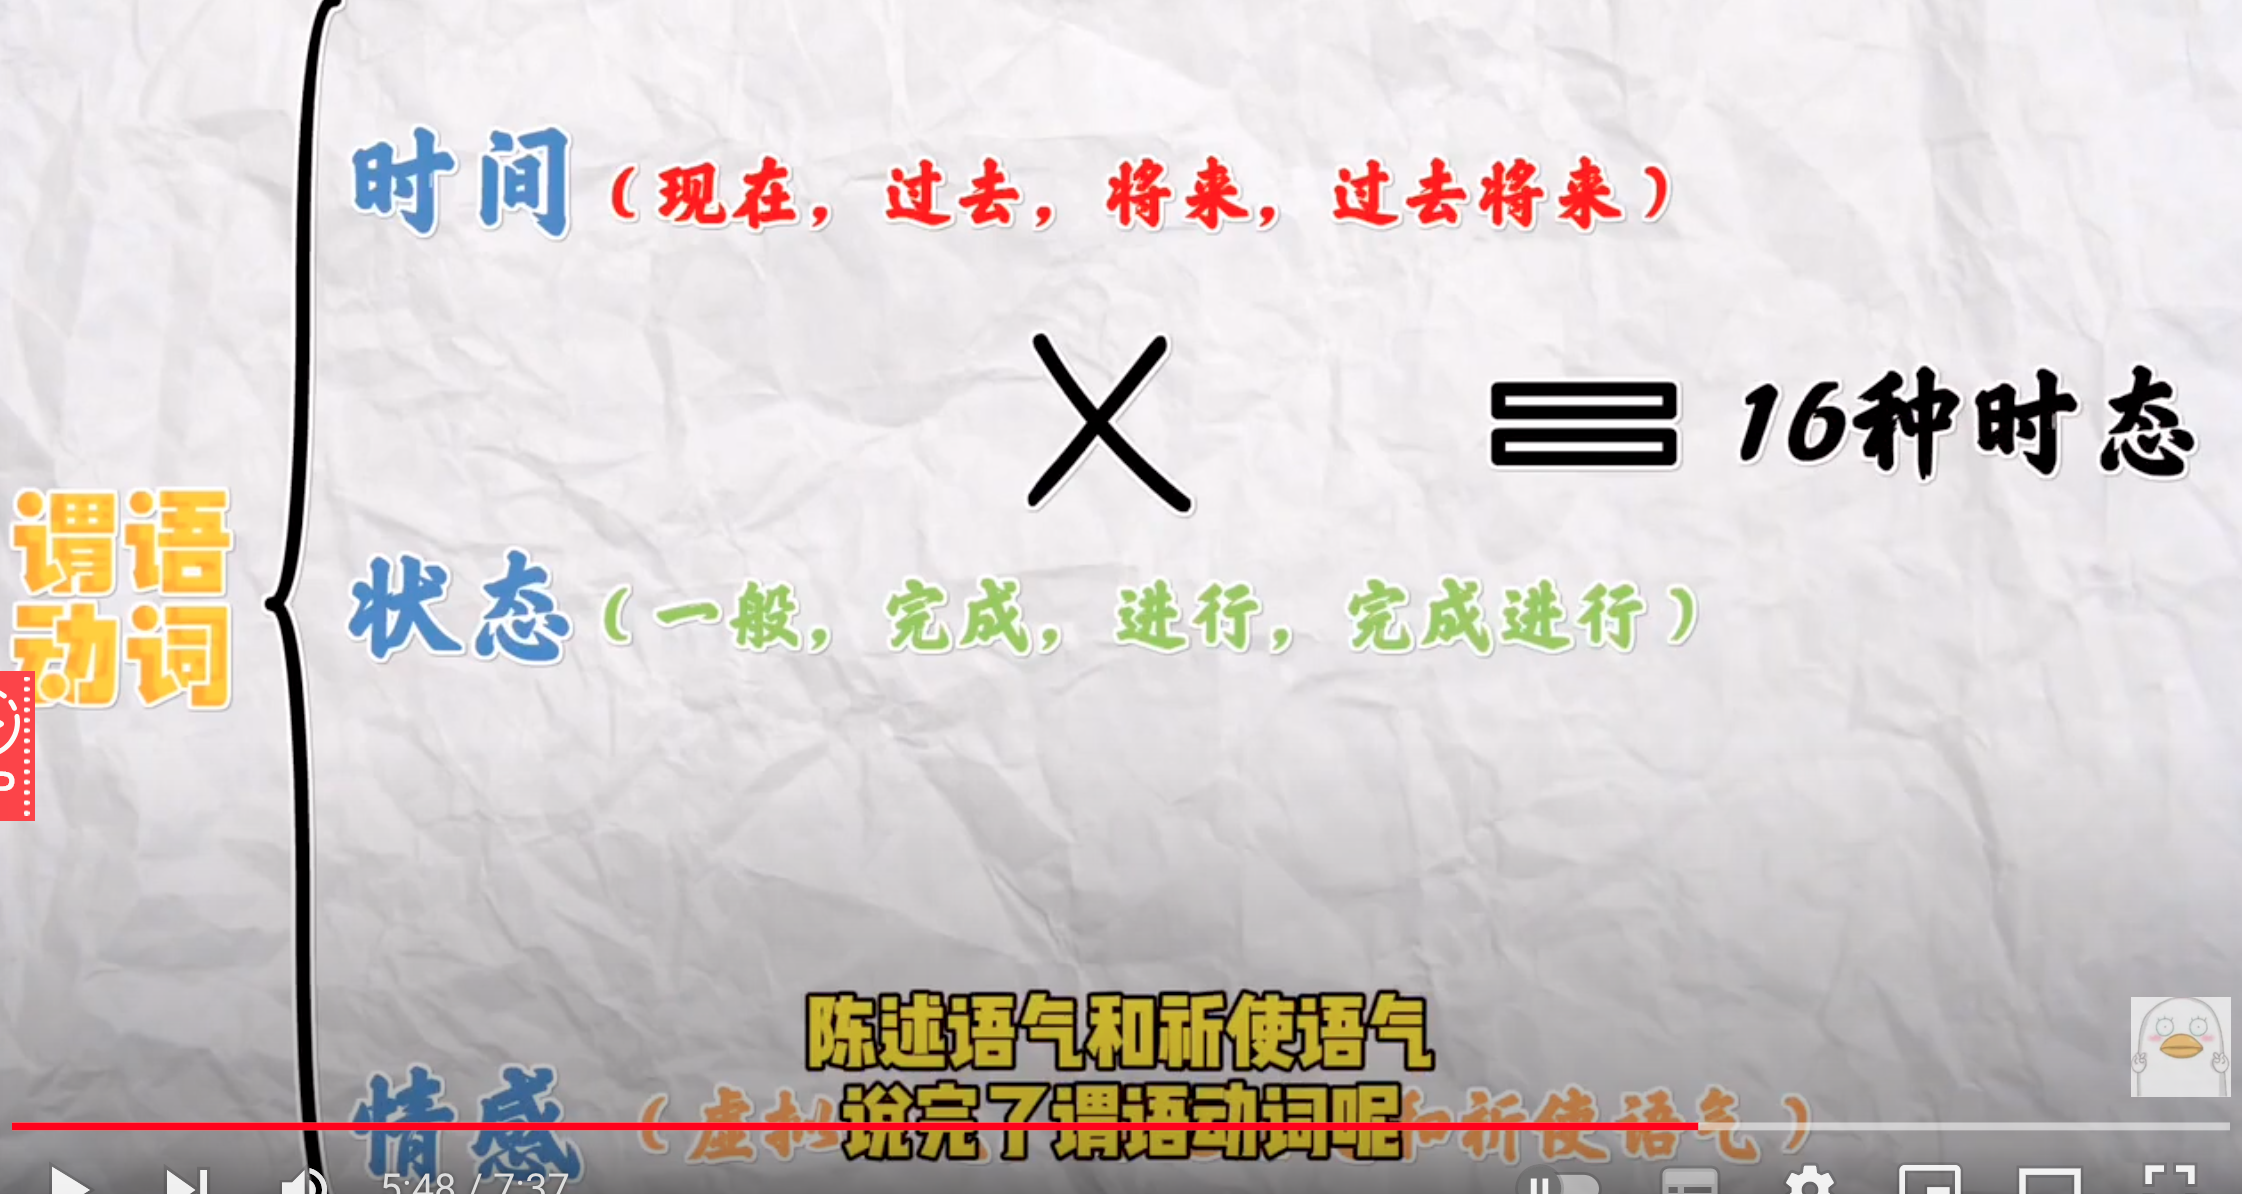 时间（现在，过去，将来，过去将来）
16种时态
谓语
动词
状态（一般，完成，进行，完成进行）
陈述语气和祈使语气
说完了谓语动词呢
情感（虚拟 和祈使语气）
5:48 / 7:37